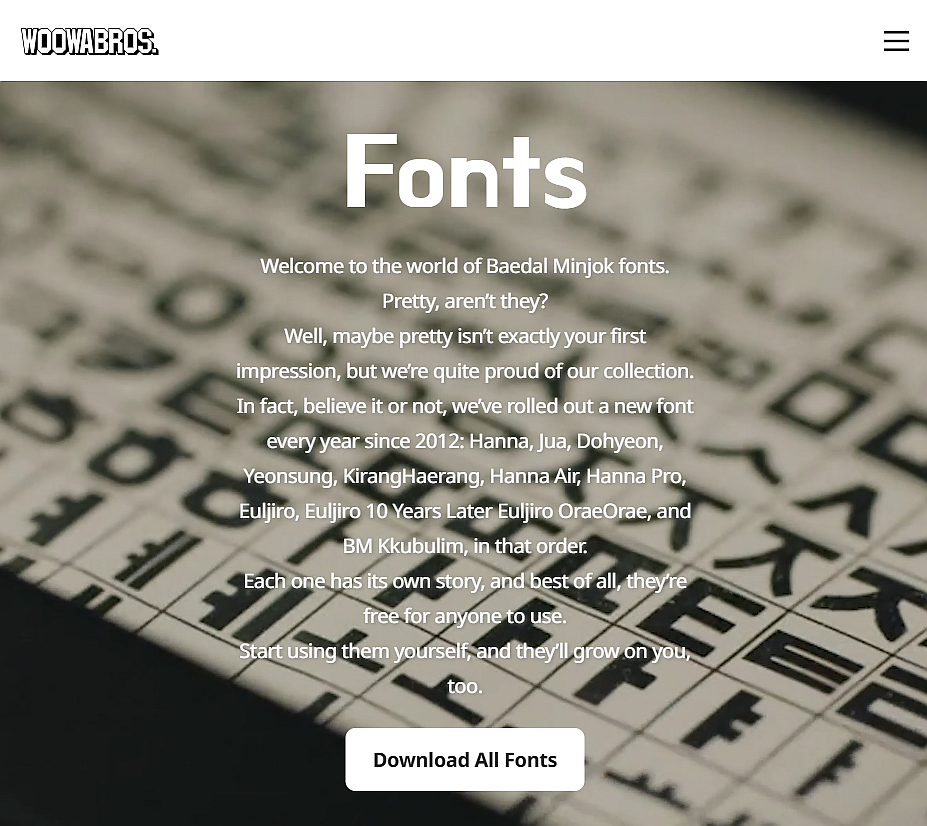 WOOWABROS.
Fonts
Welcome to the world of Baedal Minjok fonts.
Pretty, aren't they?
Well, maybe pretty isn't exactly your first
impression, but we're quite proud of our collection.
In fact, believe it or not, we've rolled out a new font
every year since 2012: Hanna, Jua, Dohyeon,
Yeonsung, KirangHaerang, Hanna Air, Hanna Pro,
Euljiro, Euljiro 10 Years Later Euljiro OraeOrae, and
BM Kkubulim, in that order.
Each one has its own story, and best of all, they're
free for anyone to use.
Start using them yourself, and they'll grow on you,
too.
Download All Fonts